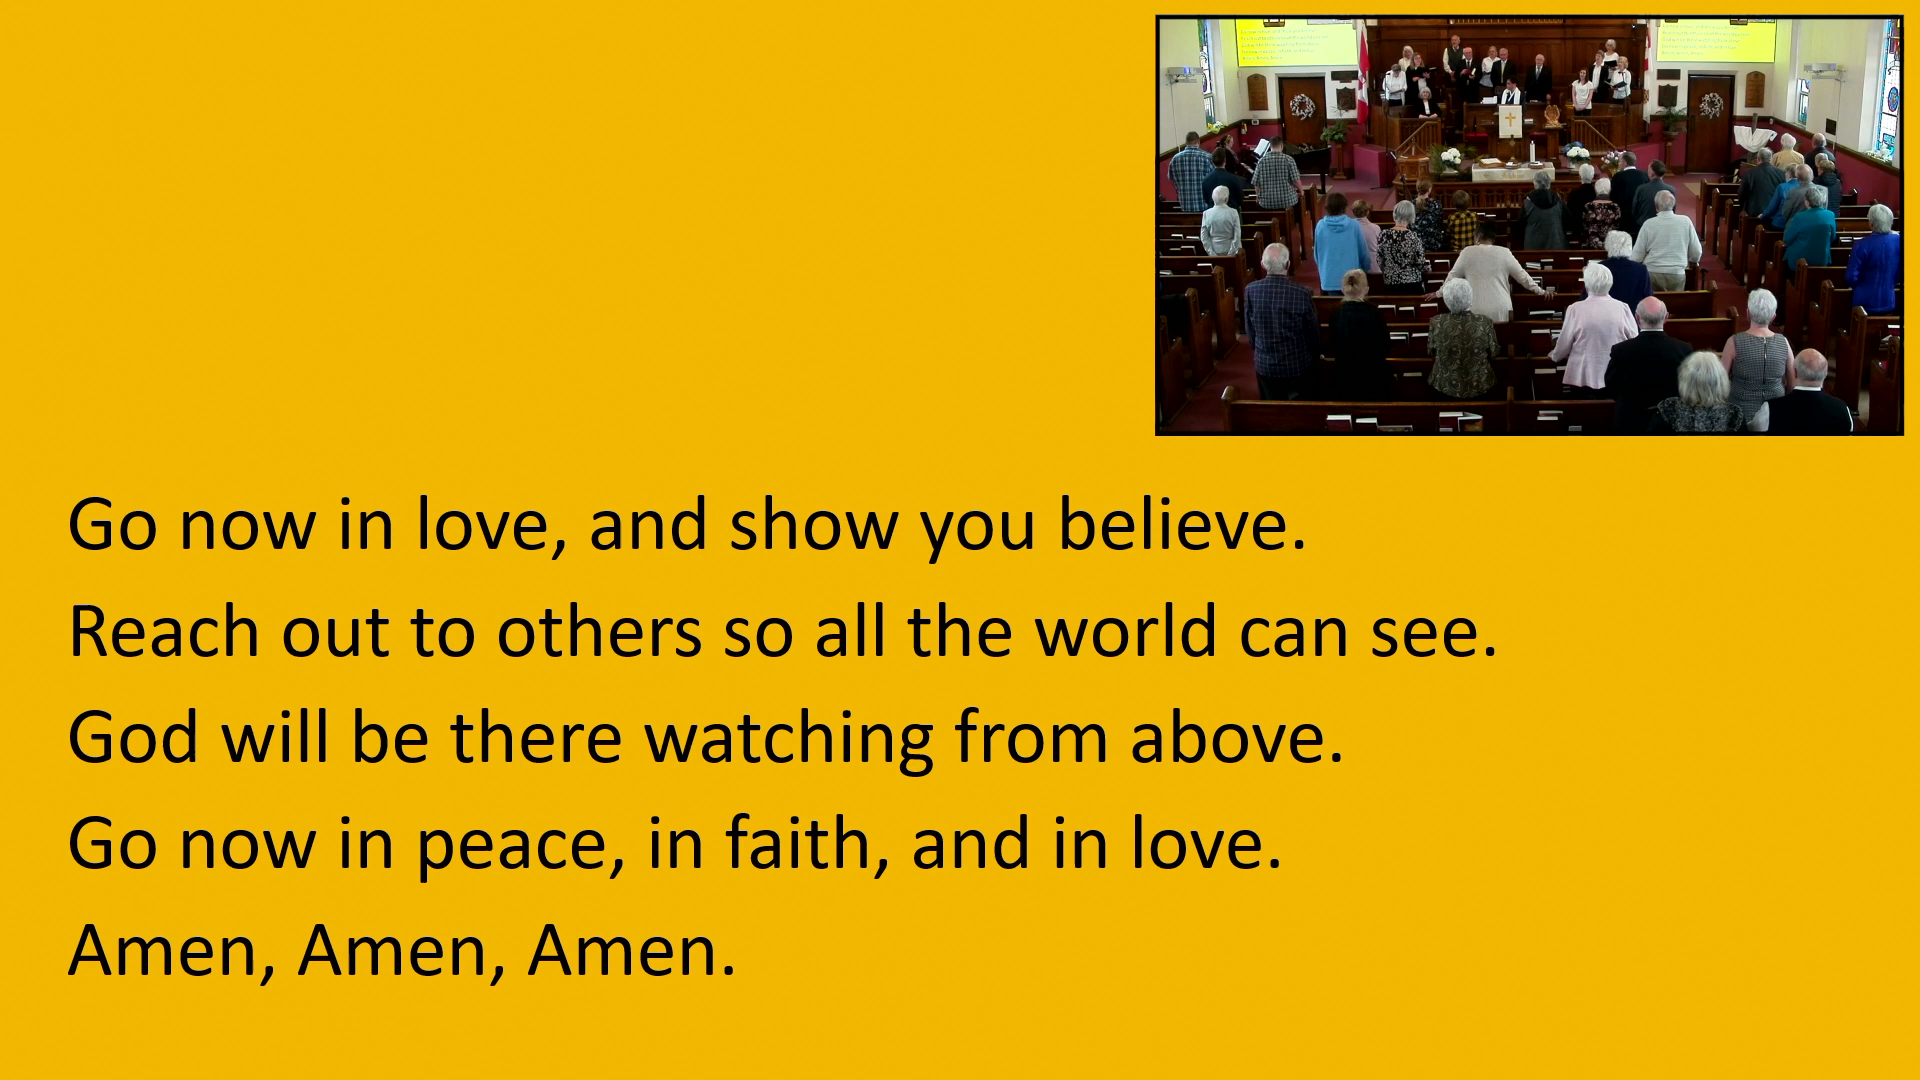 Go now in love, and show you believe.
Reach out to others so all the world can see.
God will be there watching from above.
Go now in peace, in faith, and in love.
Amen, Amen, Amen.